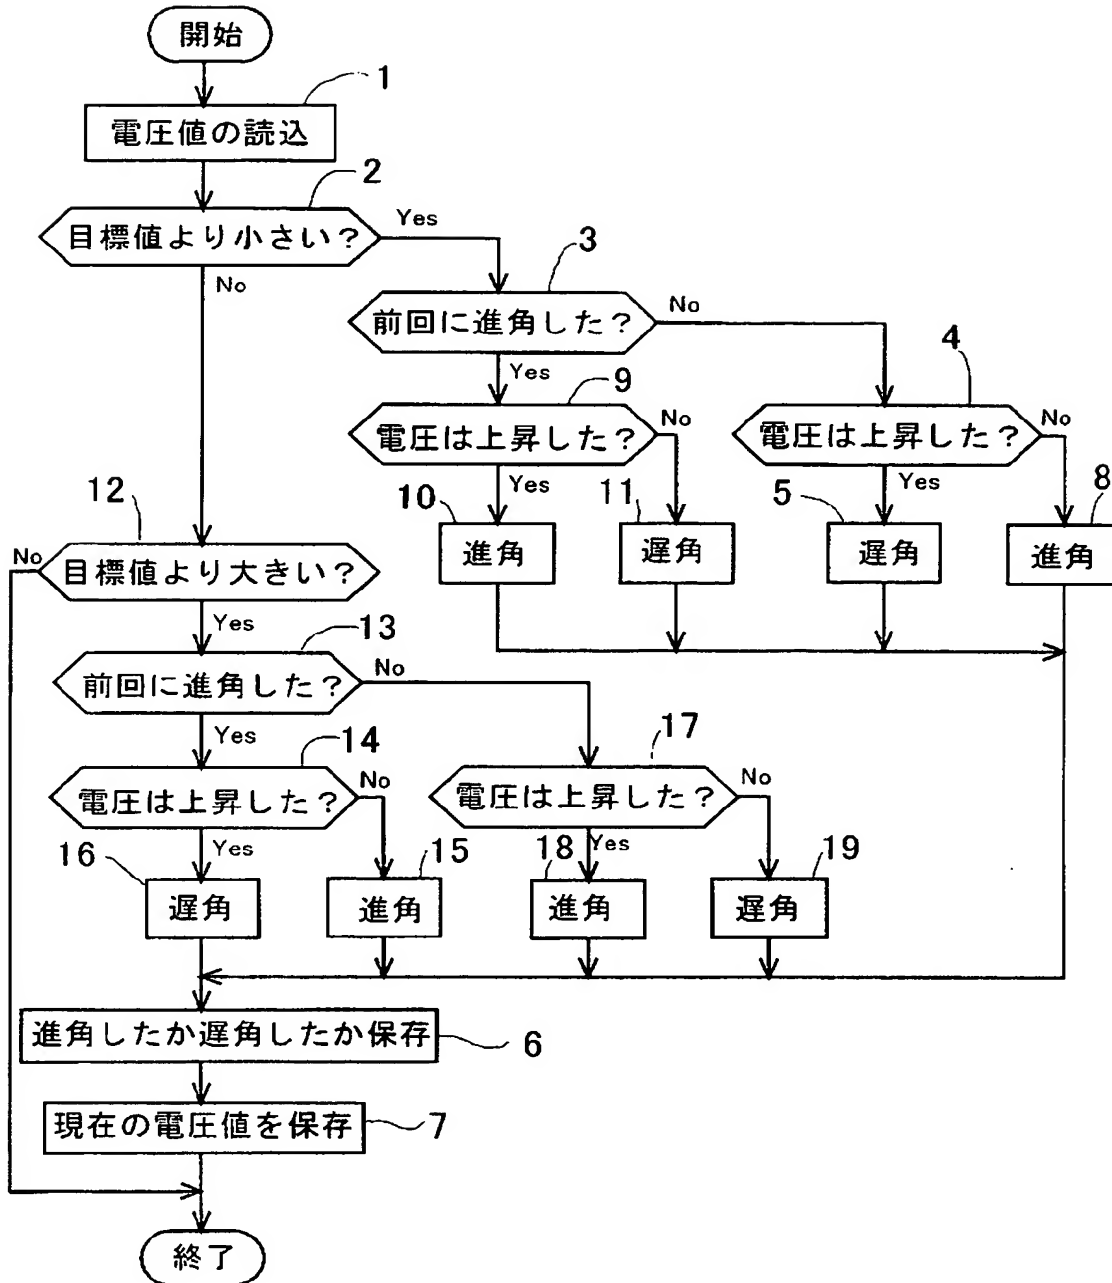 開始
1
電圧値の読込
2
目標値より小さい?
Yes
No
3
前回に進角した?
No
Yes
4
9
電圧は上昇した?
No
Yes
電圧は上昇した?
No
Yes
10
進角
11
遅角
5
遅角
8
進角
12
No
目標値より大きい?
Yes
13
前回に進角した?
No
Yes
14
電圧は上昇した?
No
Yes
17
電圧は上昇した?
No
Yes
16
遅角
15
進角
18
進角
19
遅角
進角したか遅角したか保存
6
現在の電圧値を保存
7
終了